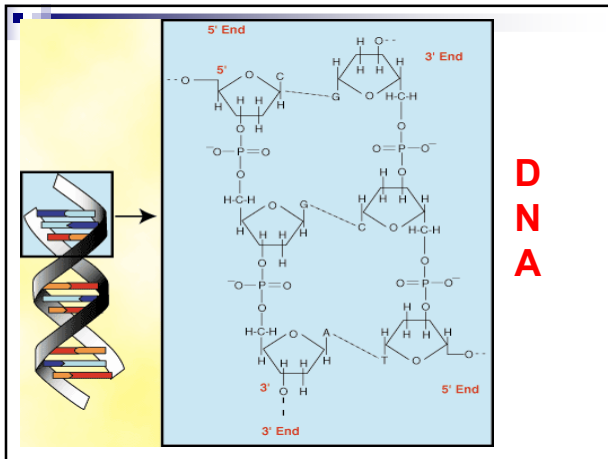 5' End
O--
H H
3' End
H H
5'
--O O C
H
G O H-C-H
H H
H H
O O
⁻O—P=O O=P—O⁻
O O
H H
H-C-H
H H
O G
H
C O H-C-H
H H
H H
O O
⁻O—P=O O=P—O⁻
O O
H-C-H H H
H H
O A
H
T O O--
3' H H
O H
5' End
3' End
D
N
A